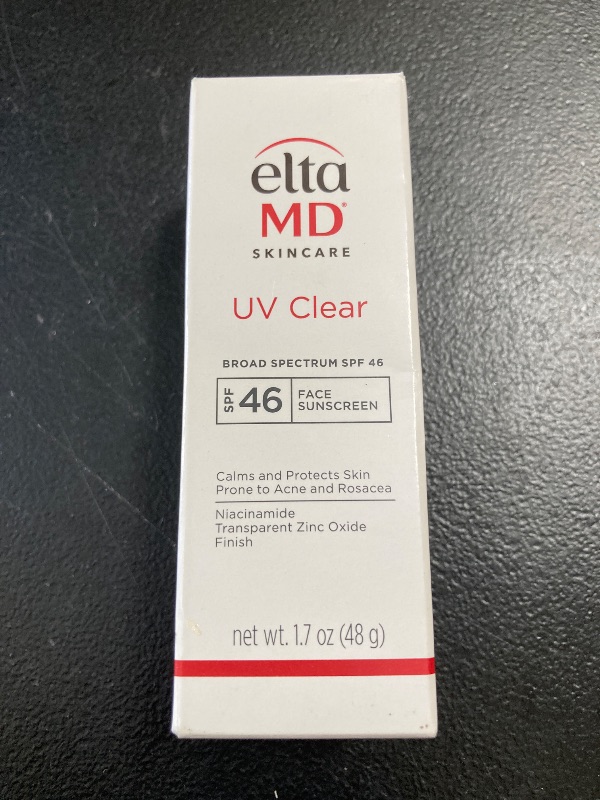 elta
MD®
SKINCARE
UV Clear
BROAD SPECTRUM SPF 46
SPF 46 FACE
SUNSCREEN
Calms and Protects Skin
Prone to Acne and Rosacea
Niacinamide
Transparent Zinc Oxide
Finish
net wt. 1.7 oz (48 g)